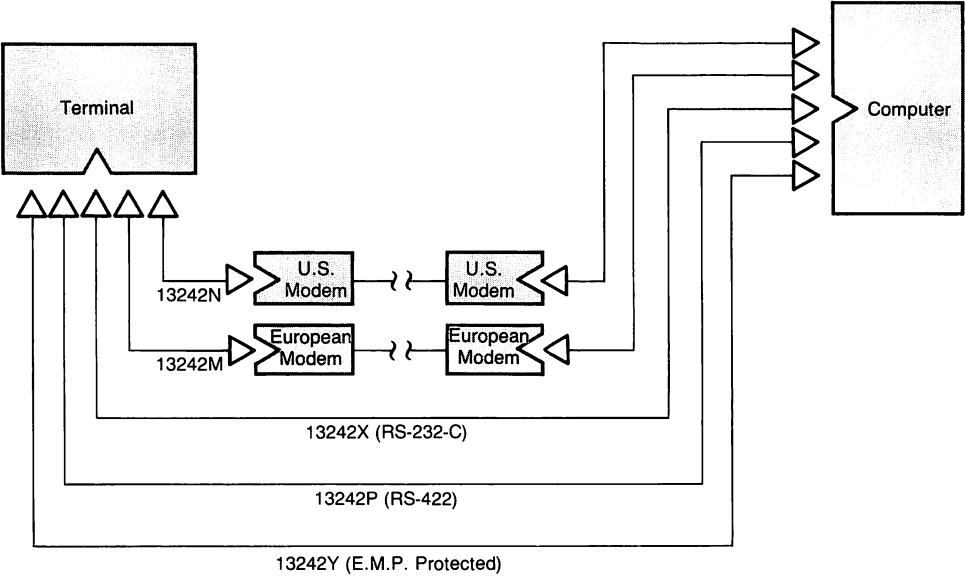 Terminal
Computer
U.S.
Modem
U.S.
Modem
13242N
European
Modem
European
Modem
13242M
13242X (RS-232-C)
13242P (RS-422)
13242Y (E.M.P. Protected)